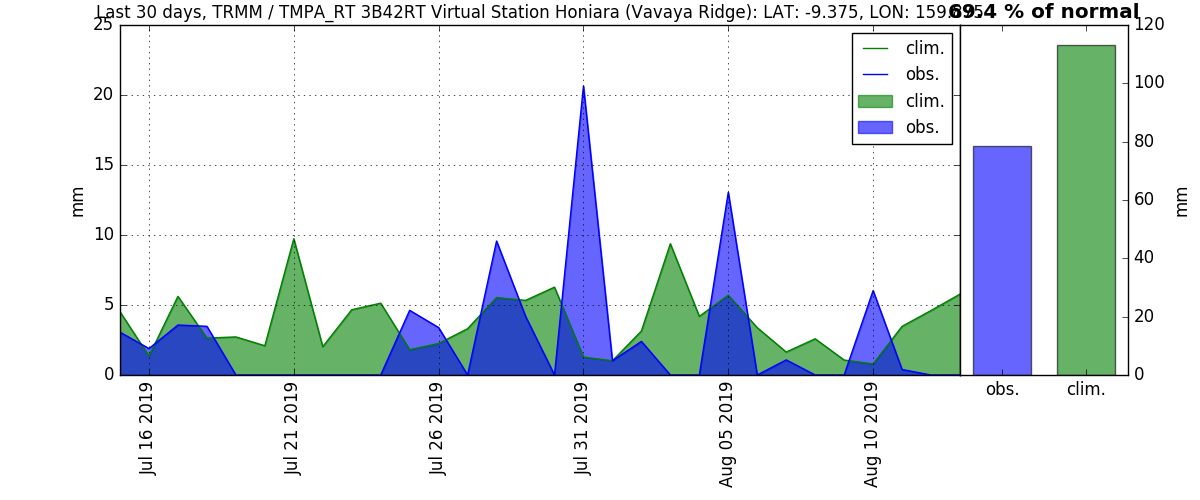 Last 30 days, TRMM / TMPA_RT 3B42RT Virtual Station Honiara (Vavaya Ridge): LAT: -9.375, LON:
69.4 % of normal
25
20
15
10
5
0
mm
clim.
obs.
clim.
obs.
Jul 16 2019
Jul 21 2019
Jul 26 2019
Jul 31 2019
Aug 05 2019
Aug 10 2019
120
100
80
60
40
20
0
mm
obs.
clim.